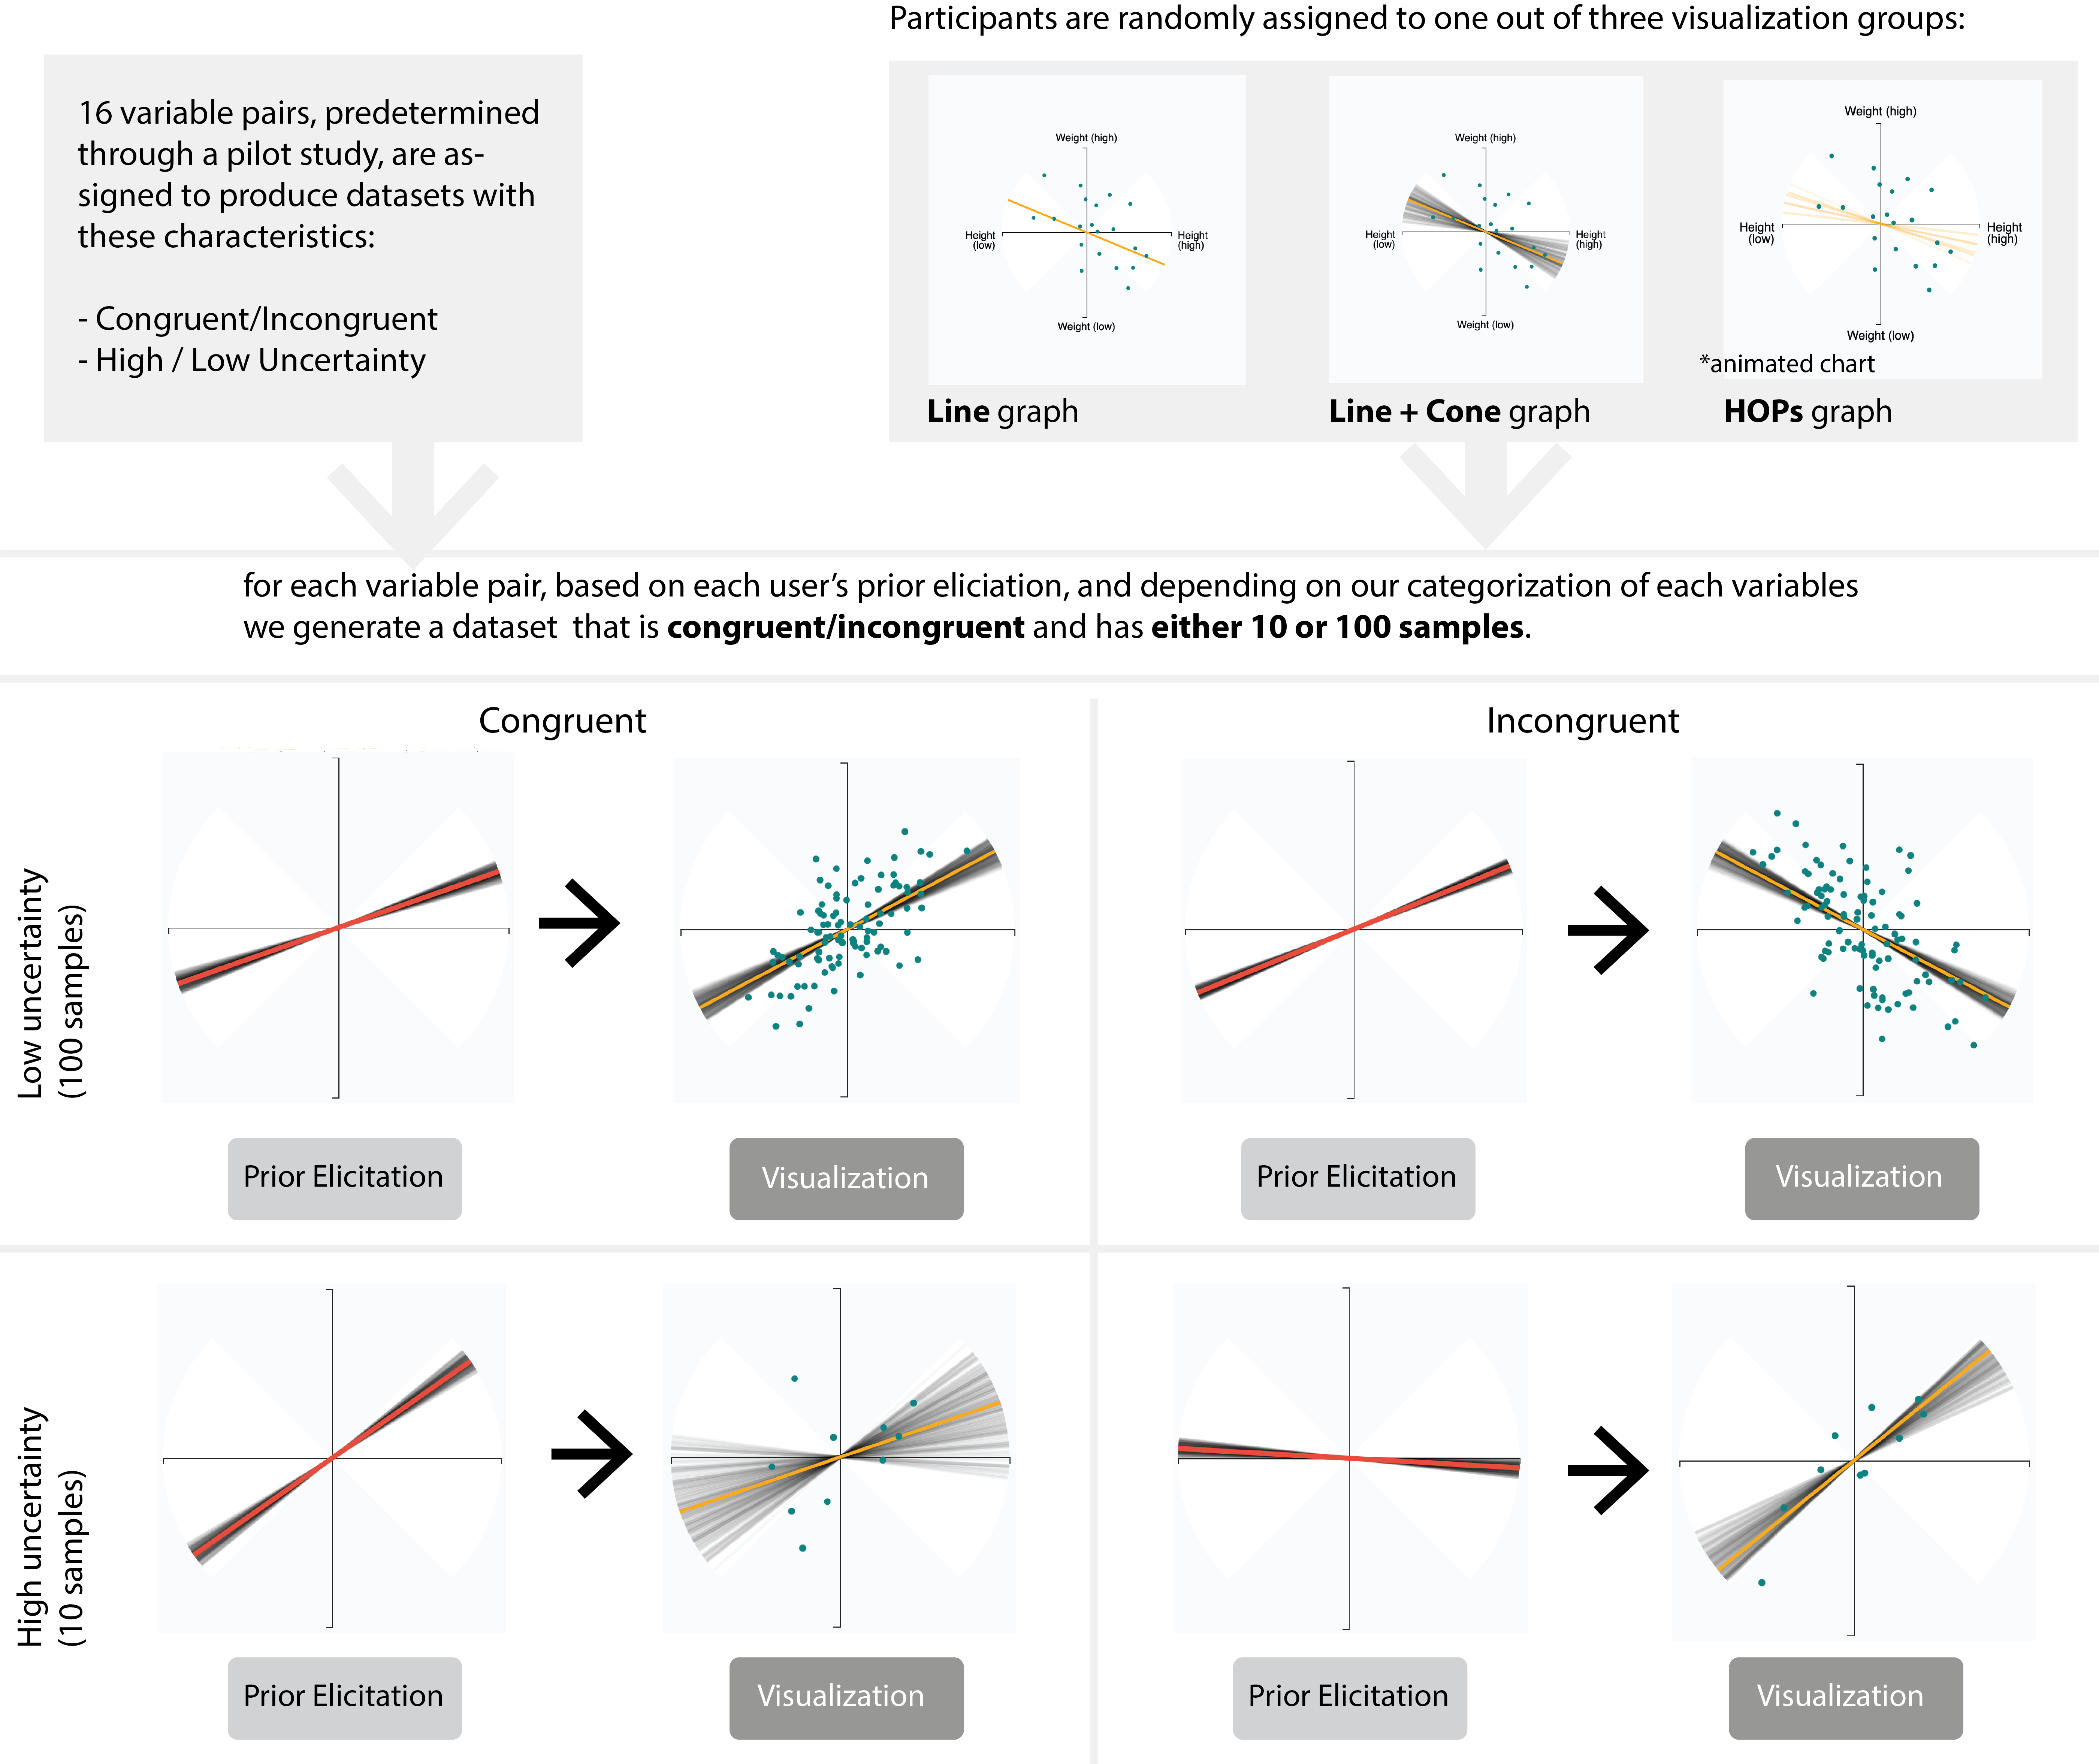 Participants are randomly assigned to one out of three visualization groups:
16 variable pairs, predetermined
through a pilot study, are as-
signed to produce datasets with
these characteristics:
- Congruent/Incongruent
- High / Low Uncertainty
Weight (high)
Height
(low)
Height
(high)
Weight (low)
Line graph
Weight (high)
Height
(low)
Height
(high)
Weight (low)
Line + Cone graph
Weight (high)
Height
(low)
Height
(high)
Weight (low)
*animated chart
HOPs graph
for each variable pair, based on each user's prior eliciation, and depending on our categorization of each variables
we generate a dataset  that is congruent/incongruent and has either 10 or 100 samples.
Congruent
Incongruent
Low uncertainty
(100 samples)
Prior Elicitation
Visualization
Prior Elicitation
Visualization
High uncertainty
(10 samples)
Prior Elicitation
Visualization
Prior Elicitation
Visualization